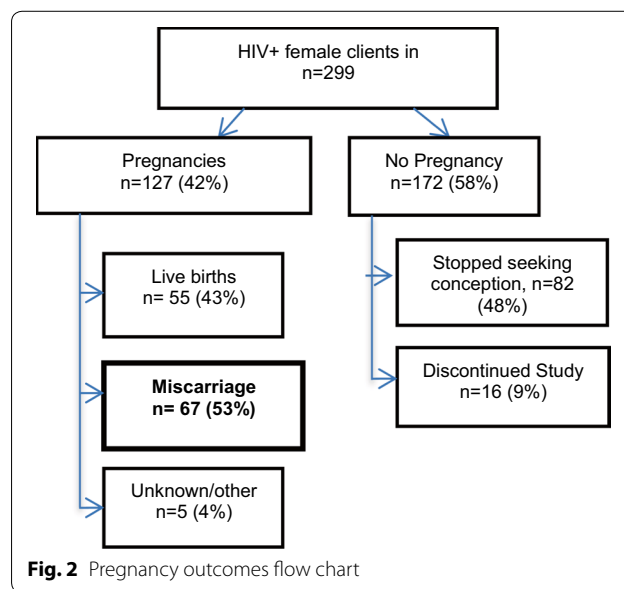 HIV+ female clients in
n=299
Pregnancies
n=127 (42%)
No Pregnancy
n=172 (58%)
Live births
n= 55 (43%)
Miscarriage
n= 67 (53%)
Unknown/other
n=5 (4%)
Stopped seeking
conception, n=82
(48%)
Discontinued Study
n=16 (9%)
Fig. 2 Pregnancy outcomes flow chart